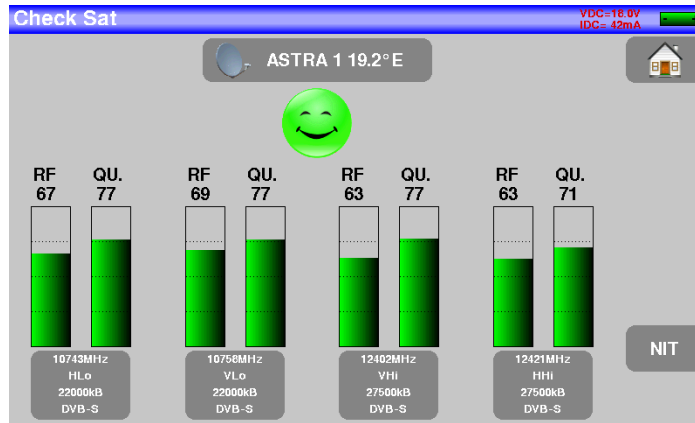 Check Sat
VDC=18.0V
IDC= 42mA
ASTRA 1 19.2°E
RF QU. RF QU. RF QU. RF QU.
67 77 69 77 63 77 63 71
10743MHz
HLo
22000kB
DVB-S
10758MHz
VLo
22000kB
DVB-S
12402MHz
VHi
27500kB
DVB-S
12421MHz
HHi
27500kB
DVB-S
NIT